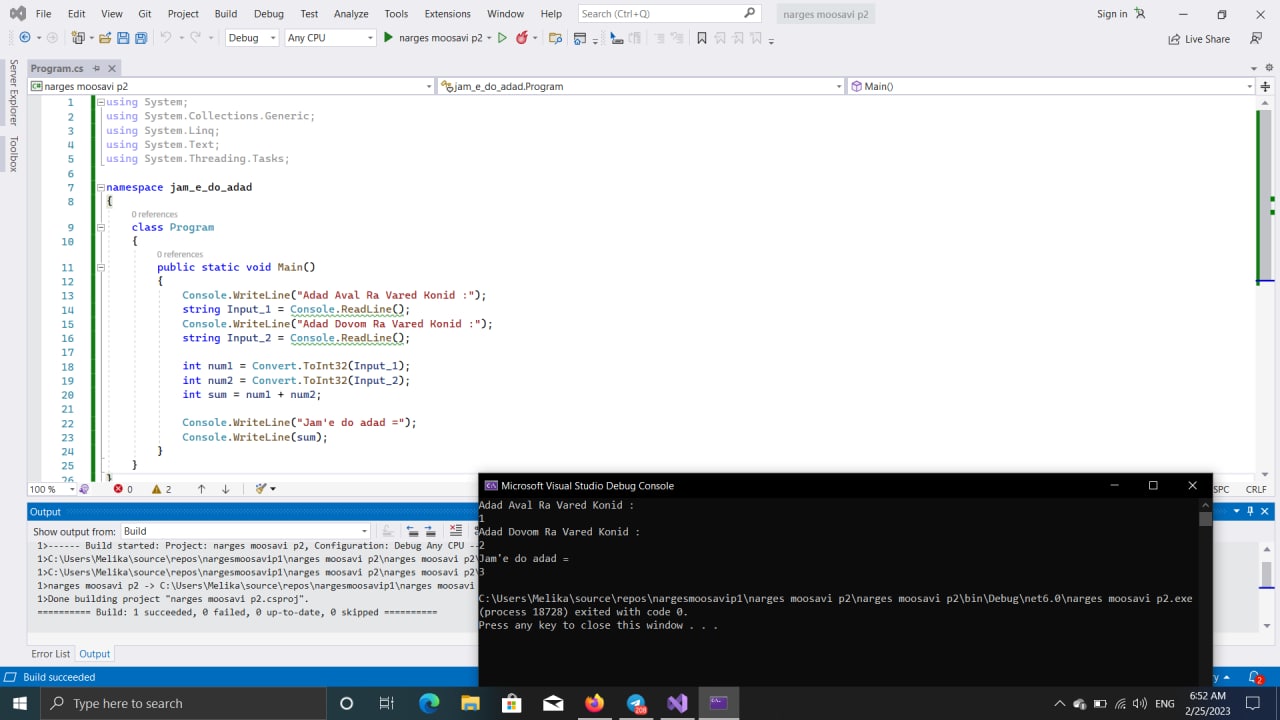 File Edit View Git Project Build Debug Test Analyze Tools Extensions Window Help Search (Ctrl+Q) narges moosavi p2 Sign in
Debug Any CPU narges moosavi p2 Live Share
Server Explorer
Toolbox
Program.cs
narges moosavi p2 jam_e_do_adad.Program Main()
1 using System;
2 using System.Collections.Generic;
3 using System.Linq;
4 using System.Text;
5 using System.Threading.Tasks;
6
7 namespace jam_e_do_adad
8 {
0 references
9 class Program
10 {
0 references
11 public static void Main()
12 {
13 Console.WriteLine("Adad Aval Ra Vared Konid :");
14 string Input_1 = Console.ReadLine();
15 Console.WriteLine("Adad Dovom Ra Vared Konid :");
16 string Input_2 = Console.ReadLine();
17
18 int num1 = Convert.ToInt32(Input_1);
19 int num2 = Convert.ToInt32(Input_2);
20 int sum = num1 + num2;
21
22 Console.WriteLine("Jam'e do adad =");
23 Console.WriteLine(sum);
24 }
25 }
26 }
100 % 0 2 SPC CRLF
Output
Show output from: Build
1>------ Build started: Project: narges moosavi p2, Configuration: Debug Any CPU --
1>C:\Users\Melika\source\repos\nargesmoosavip1\narges moosavi p2\narges moosavi p2\
1>C:\Users\Melika\source\repos\nargesmoosavip1\narges moosavi p2\narges moosavi p2\
1>narges moosavi p2 -> C:\Users\Melika\source\repos\nargesmoosavip1\narges moosavi
1>Done building project "narges moosavi p2.csproj".
========== Build: 1 succeeded, 0 failed, 0 up-to-date, 0 skipped ==========
Error List Output
Build succeeded
Microsoft Visual Studio Debug Console
Adad Aval Ra Vared Konid :
1
Adad Dovom Ra Vared Konid :
2
Jam'e do adad =
3
C:\Users\Melika\source\repos\nargesmoosavip1\narges moosavi p2\narges moosavi p2\bin\Debug\net6.0\narges moosavi p2.exe
(process 18728) exited with code 0.
Press any key to close this window . . .
2
Type here to search
208
ENG
6:52 AM
2/25/2023